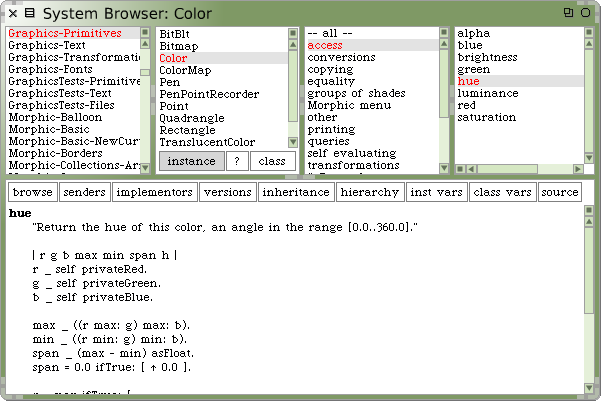 System Browser: Color
Graphics-Primitives
Graphics-Text
Graphics-Transformatio
Graphics-Fonts
GraphicsTests-Primitive
GraphicsTests-Text
GraphicsTests-Files
Morphic-Balloon
Morphic-Basic
Morphic-Basic-NewCur
Morphic-Borders
Morphic-Collections-Ar
BitBlt
Bitmap
Color
ColorMap
Pen
PenPointRecorder
Point
Quadrangle
Rectangle
TranslucentColor
instance ? class
-- all --
access
conversions
copying
equality
groups of shades
Morphic menu
other
printing
queries
self evaluating
transformations
alpha
blue
brightness
green
hue
luminance
red
saturation
browse senders implementors versions inheritance hierarchy inst vars class vars source
hue
"Return the hue of this color, an angle in the range [0.0..360.0]."
| r g b max min span h |
r _ self privateRed.
g _ self privateGreen.
b _ self privateBlue.
max _ ((r max: g) max: b).
min _ ((r min: g) min: b).
span _ (max - min) asFloat.
span = 0.0 ifTrue: [ ↑ 0.0 ].